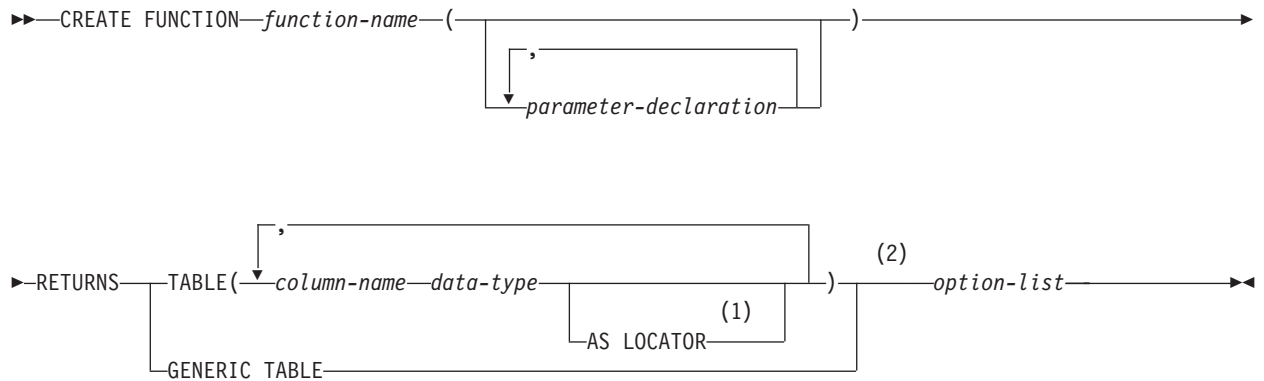 CREATE FUNCTION function-name ( )
,
parameter-declaration
,
(2)
RETURNS TABLE( column-name data-type ) option-list
(1)
AS LOCATOR
GENERIC TABLE